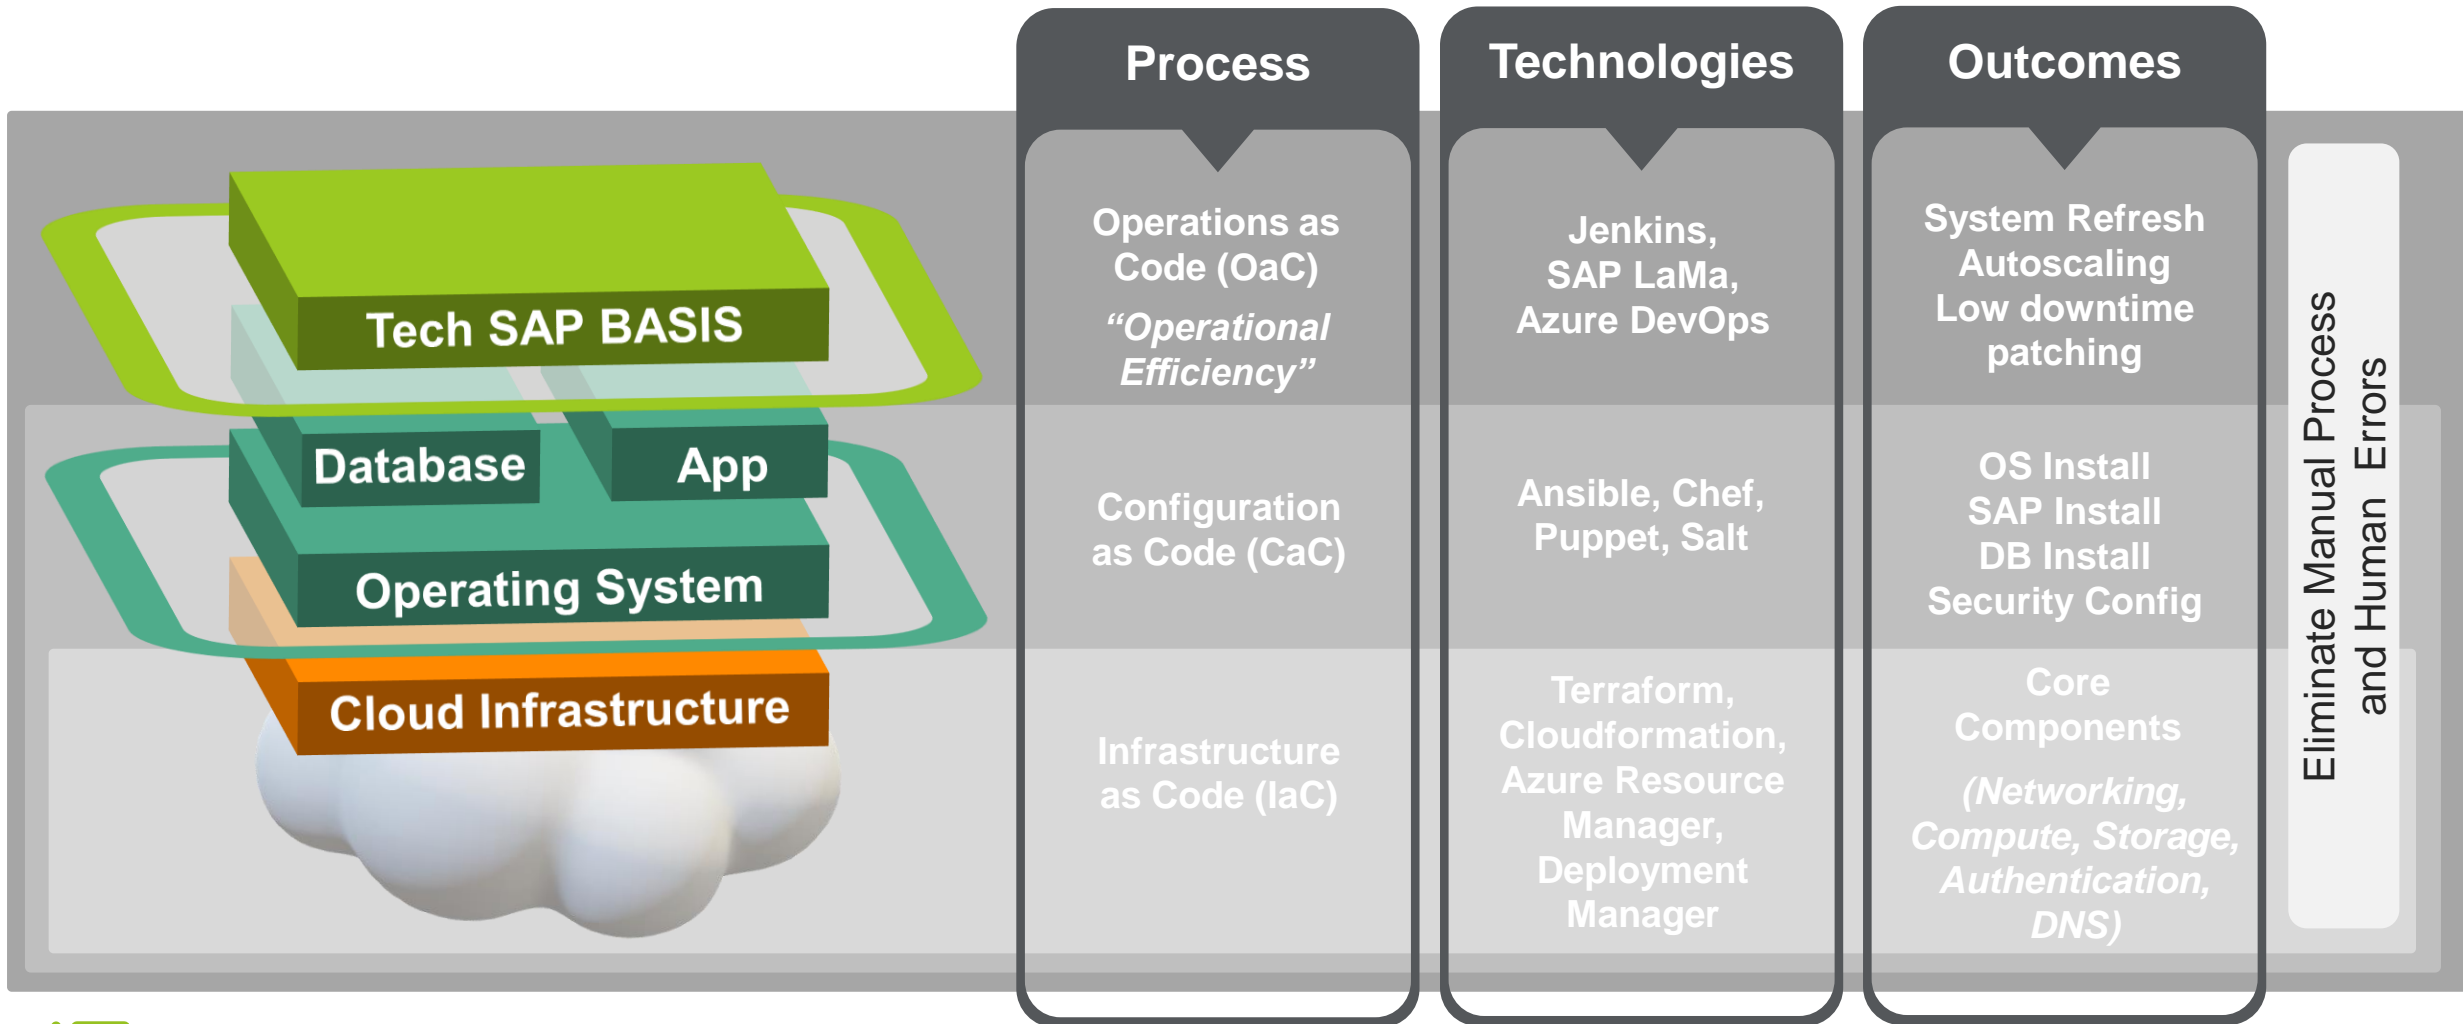 Process
Technologies
Outcomes
Tech SAP BASIS
Database
App
Operating System
Cloud Infrastructure
Operations as
Code (OaC)
“Operational
Efficiency”
Jenkins,
SAP LaMa,
Azure DevOps
System Refresh
Autoscaling
Low downtime
patching
Configuration
as Code (CaC)
Ansible, Chef,
Puppet, Salt
OS Install
SAP Install
DB Install
Security Config
Infrastructure
as Code (IaC)
Terraform,
Cloudformation,
Azure Resource
Manager,
Deployment
Manager
Core
Components
(Networking,
Compute, Storage,
Authentication,
DNS)
Eliminate Manual Process
and Human Errors